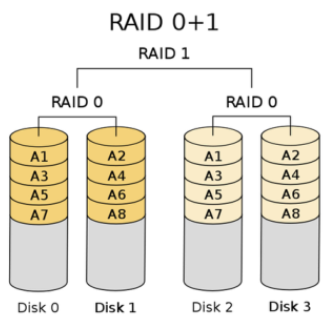 RAID 0+1
RAID 1
RAID 0 RAID 0
A1 A2 A1 A2
A3 A4 A3 A4
A5 A6 A5 A6
A7 A8 A7 A8
Disk 0 Disk 1 Disk 2 Disk 3